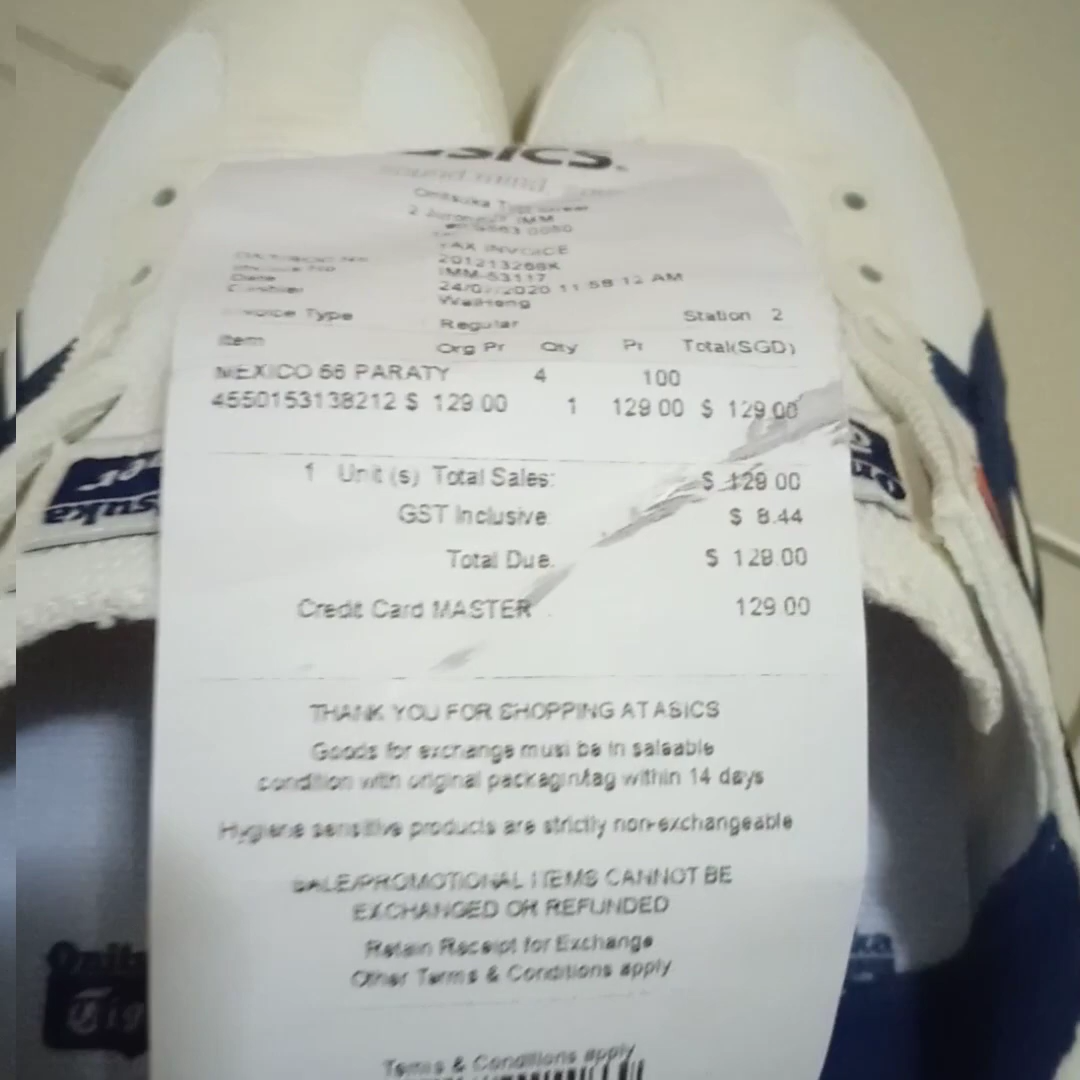 Onitsuka
TAX INVOICE
201213268K
IMM-53117
2020 11 58 12 AM
WaiHong
Invoice Type Regular Station 2
Item Org Pr Qty Pr Total(SGD)
MEXICO 66 PARATY 4 100
4550153138212 $ 129.00 1 129 00 $ 129.00
1 Unit (s) Total Sales: $ 129 00
GST Inclusive $ 8.44
Total Due. $ 129.00
Credit Card MASTER 129 00
THANK YOU FOR SHOPPING AT ASICS
Goods for exchange must be in saleable
condition with original packagin/tag within 14 days
Hygiene sensitive products are strictly non-exchangeable
SALE/PROMOTIONAL ITEMS CANNOT BE
EXCHANGED OR REFUNDED
Retain Receipt for Exchange
Other Terms & Conditions apply
Terms & Conditions apply